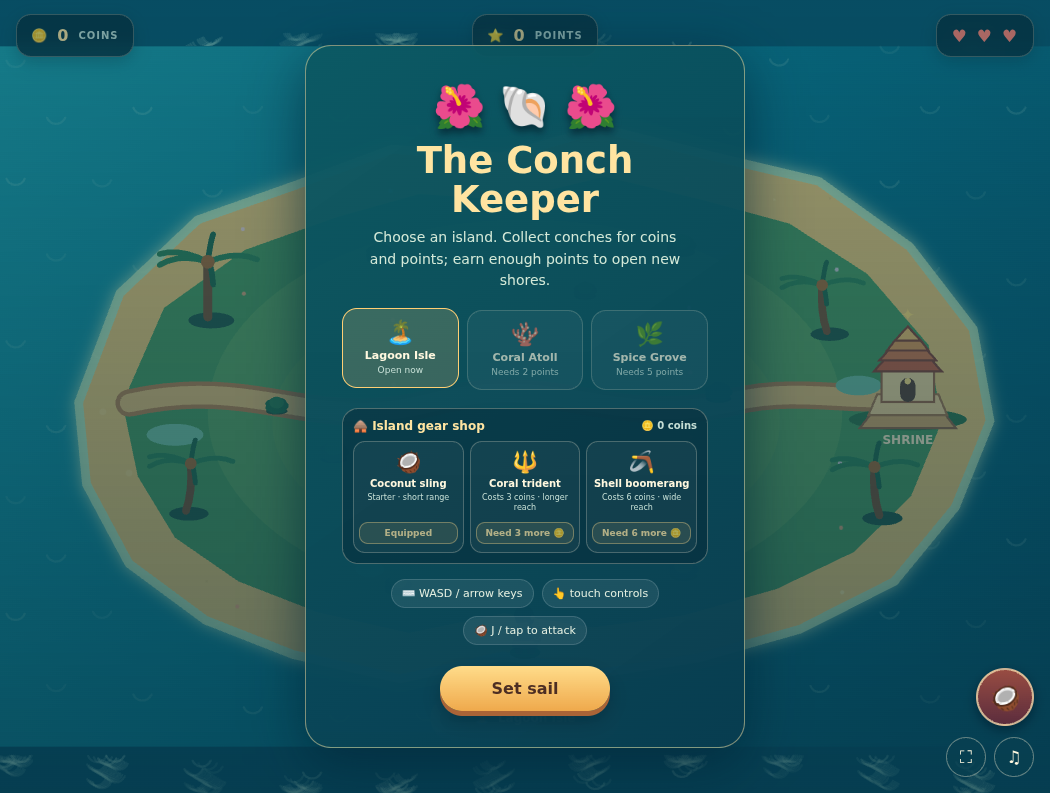 0 COINS
0 POINTS
The Conch
Keeper
Choose an island. Collect conches for coins
and points; earn enough points to open new
shores.
Lagoon Isle
Open now
Coral Atoll
Needs 2 points
Spice Grove
Needs 5 points
Island gear shop
0 coins
Coconut sling
Starter · short range
Equipped
Coral trident
Costs 3 coins · longer
reach
Need 3 more
Shell boomerang
Costs 6 coins · wide
reach
Need 6 more
WASD / arrow keys
touch controls
J / tap to attack
Set sail
SHRINE